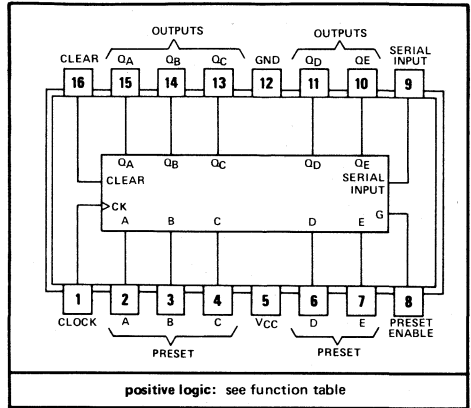 OUTPUTS OUTPUTS
CLEAR QA QB QC GND QD QE SERIAL INPUT
16 15 14 13 12 11 10 9
QA QB QC QD QE
CLEAR SERIAL INPUT
CK G
A B C D E
1 2 3 4 5 6 7 8
CLOCK A B C VCC D E PRESET ENABLE
PRESET PRESET
positive logic: see function table